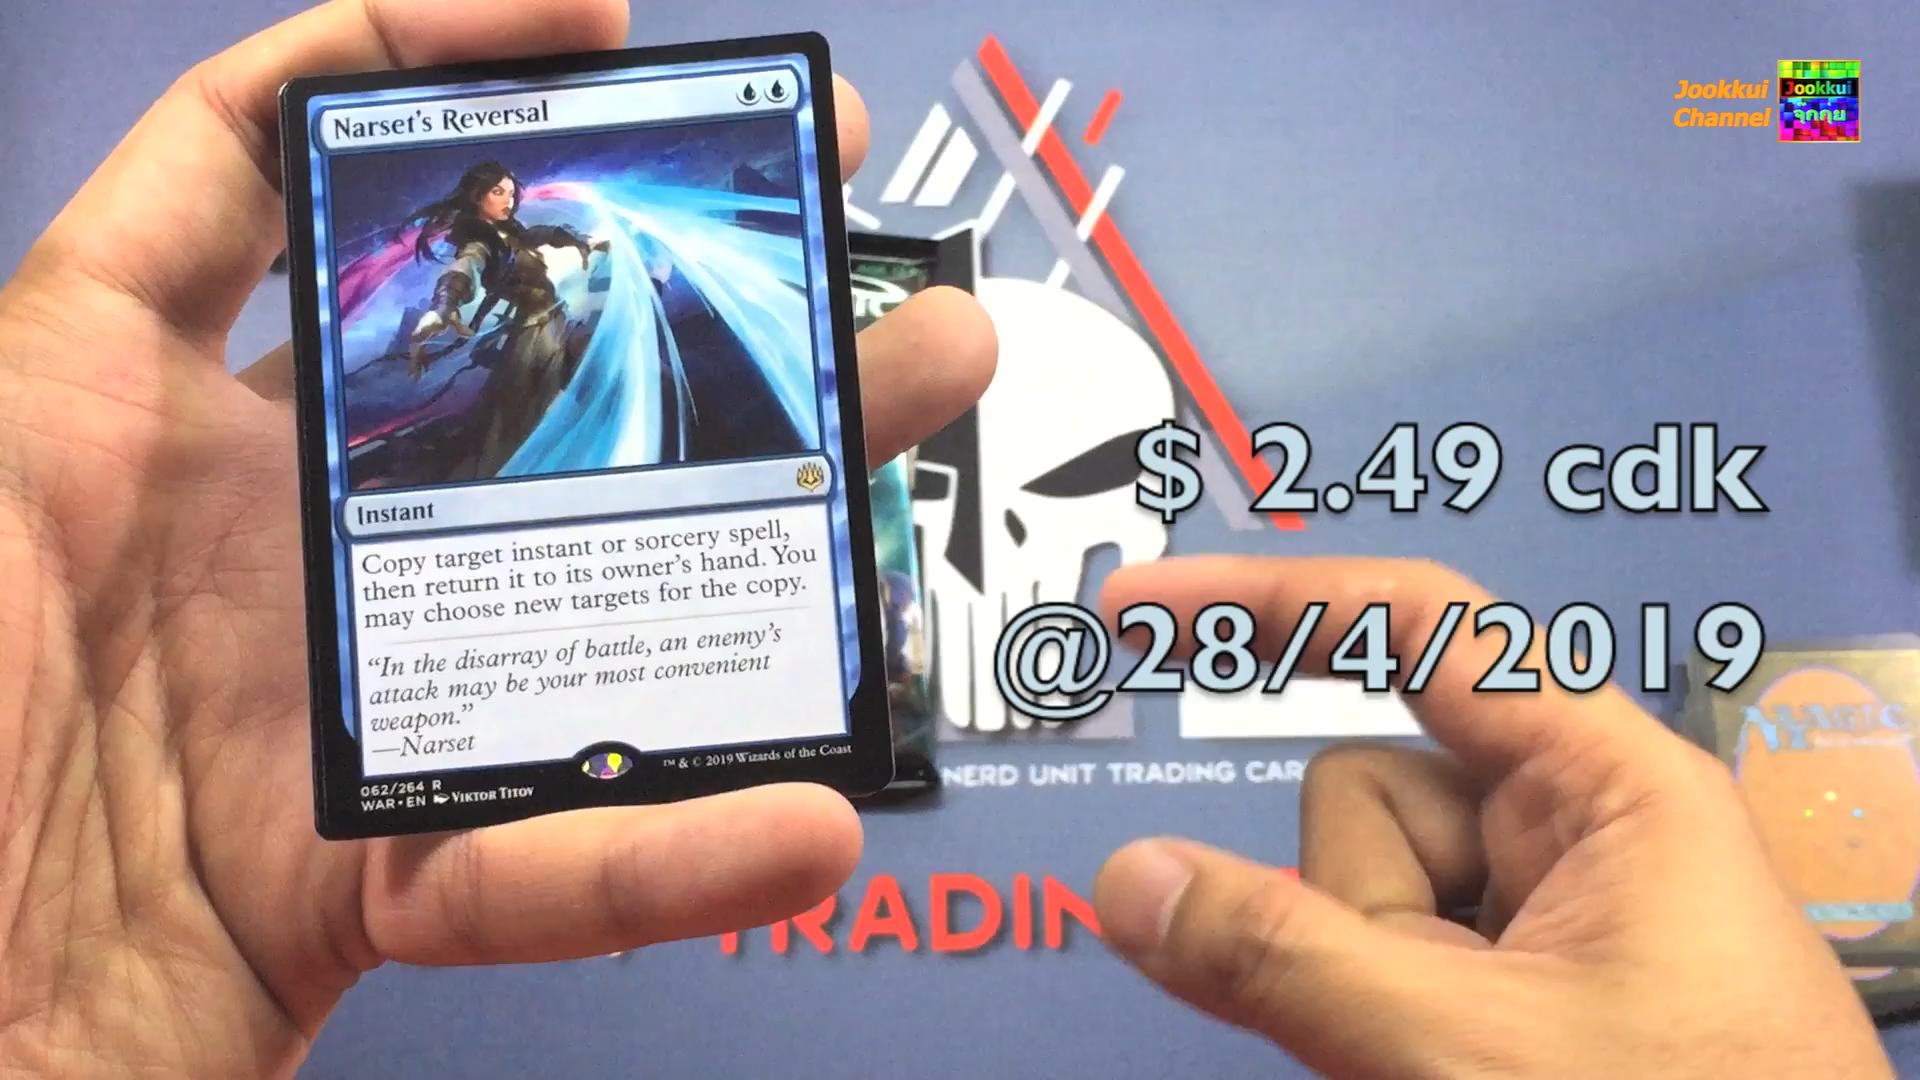 Narset's Reversal
Instant
Copy target instant or sorcery spell,
then return it to its owner's hand. You
may choose new targets for the copy.
“In the disarray of battle, an enemy's
attack may be your most convenient
weapon.”
—Narset
062/264 R
WAR • EN VIKTOR TITOV
™ & © 2019 Wizards of the Coast
Jookkui
Channel
Jookkui
จุ๊กกุ่ย
$ 2.49 cdk
@28/4/2019
NERD UNIT TRADING CAR
TRADIN
MAGIC